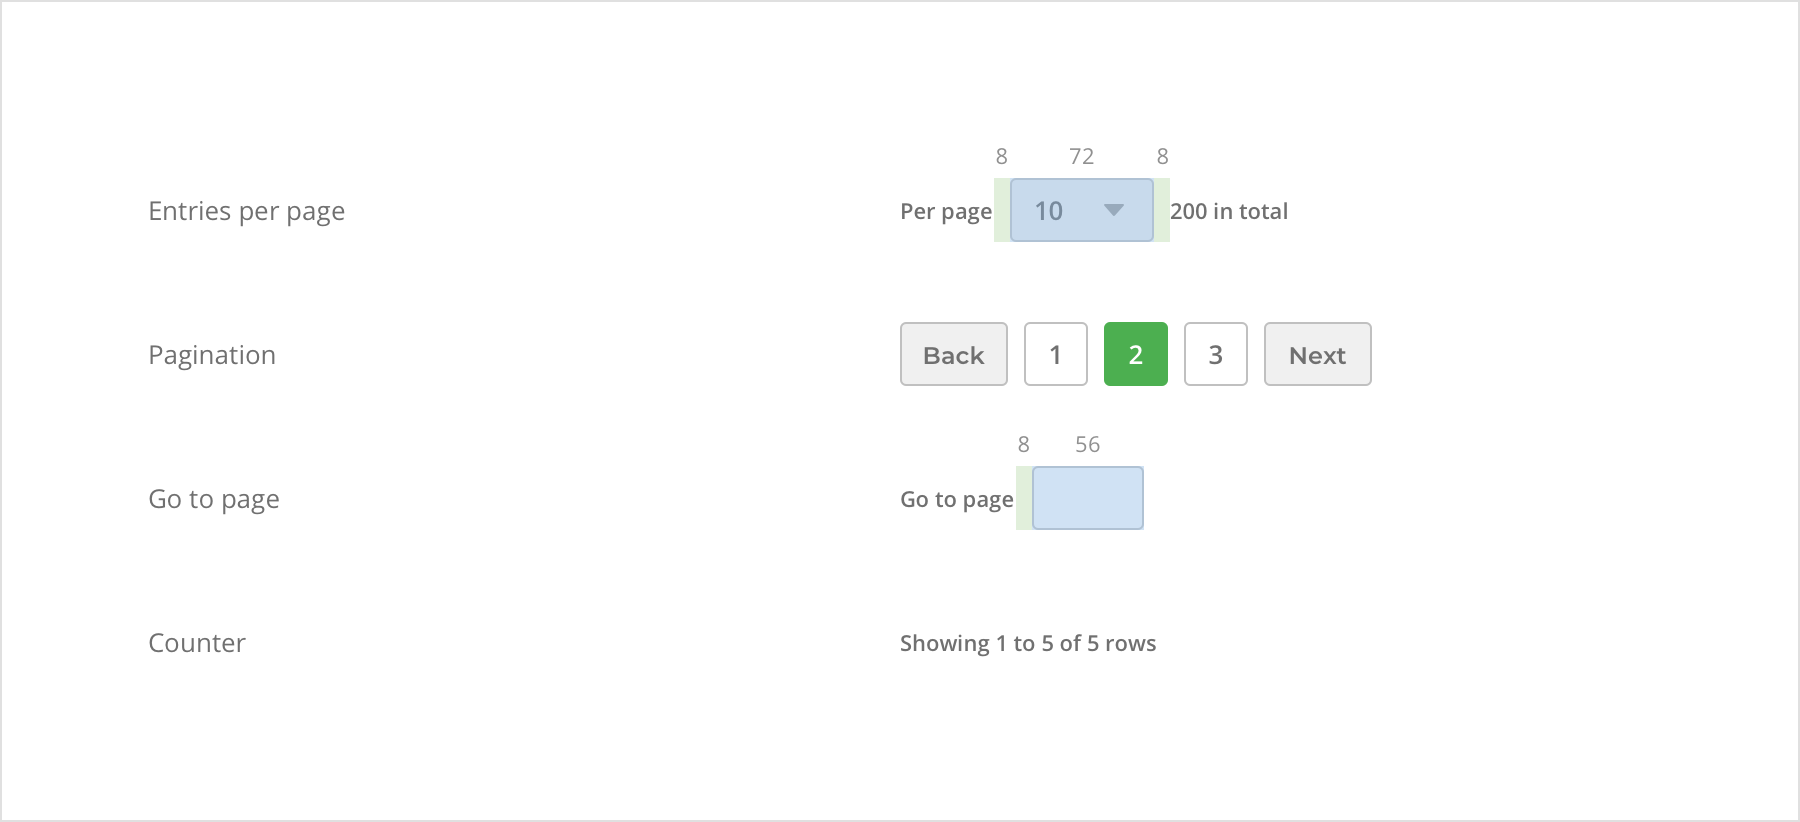 8 72 8
Entries per page Per page 10 200 in total
Pagination Back 1 2 3 Next
8 56
Go to page Go to page
Counter Showing 1 to 5 of 5 rows